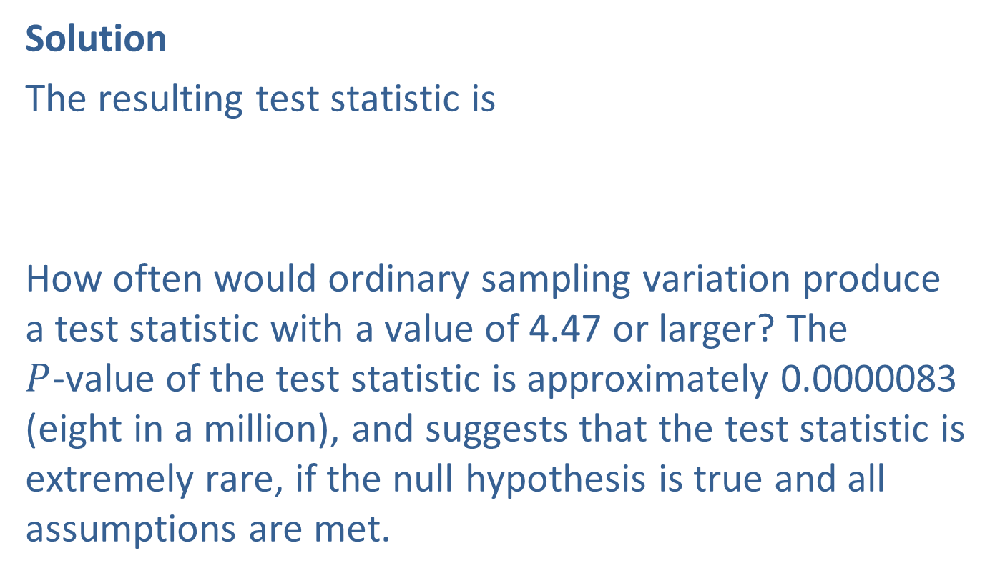 Solution
The resulting test statistic is
How often would ordinary sampling variation produce
a test statistic with a value of 4.47 or larger? The
P-value of the test statistic is approximately 0.0000083
(eight in a million), and suggests that the test statistic is
extremely rare, if the null hypothesis is true and all
assumptions are met.